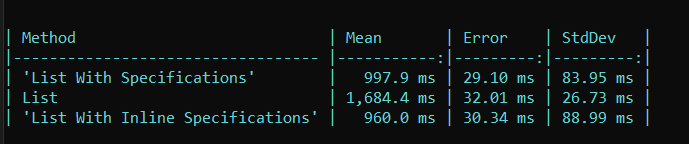 | Method                            | Mean       | Error    | StdDev   |
|---------------------------------- |-----------:|---------:|---------:|
| 'List With Specifications'        |   997.9 ms | 29.10 ms | 83.95 ms |
| List                              | 1,684.4 ms | 32.01 ms | 26.73 ms |
| 'List With Inline Specifications' |   960.0 ms | 30.34 ms | 88.99 ms |